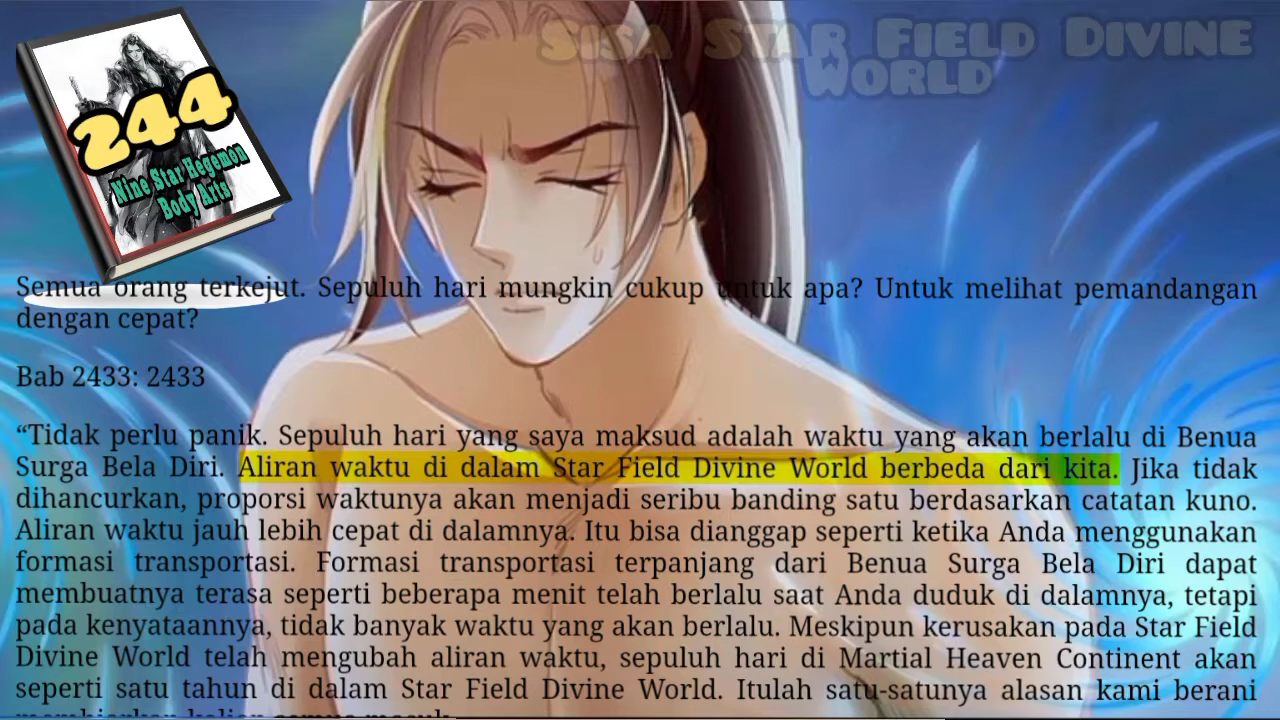 Sisa Star Field Divine
World
244
Nine Star Hegemon
Body Arts
Semua orang terkejut. Sepuluh hari mungkin cukup untuk apa? Untuk melihat pemandangan
dengan cepat?
Bab 2433: 2433
“Tidak perlu panik. Sepuluh hari yang saya maksud adalah waktu yang akan berlalu di Benua
Surga Bela Diri. Aliran waktu di dalam Star Field Divine World berbeda dari kita. Jika tidak
dihancurkan, proporsi waktunya akan menjadi seribu banding satu berdasarkan catatan kuno.
Aliran waktu jauh lebih cepat di dalamnya. Itu bisa dianggap seperti ketika Anda menggunakan
formasi transportasi. Formasi transportasi terpanjang dari Benua Surga Bela Diri dapat
membuatnya terasa seperti beberapa menit telah berlalu saat Anda duduk di dalamnya, tetapi
pada kenyataannya, tidak banyak waktu yang akan berlalu. Meskipun kerusakan pada Star Field
Divine World telah mengubah aliran waktu, sepuluh hari di Martial Heaven Continent akan
seperti satu tahun di dalam Star Field Divine World. Itulah satu-satunya alasan kami berani